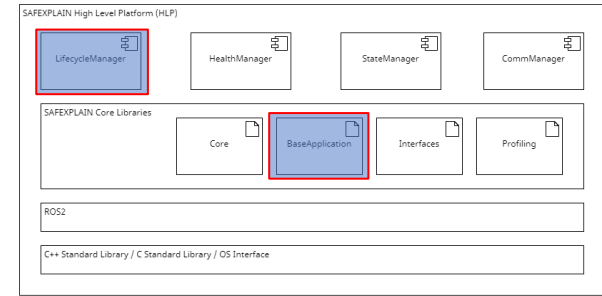 SAFEXPLAIN High Level Platform (HLP)
LifecycleManager
HealthManager
StateManager
CommManager
SAFEXPLAIN Core Libraries
Core
BaseApplication
Interfaces
Profiling
ROS2
C++ Standard Library / C Standard Library / OS Interface